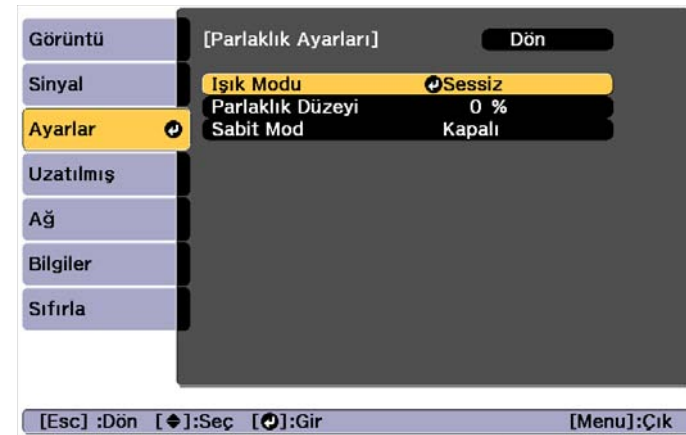 Görüntü
Sinyal
Ayarlar
Uzatılmış
Ağ
Bilgiler
Sıfırla
[Parlaklık Ayarları] Dön
Işık Modu Sessiz
Parlaklık Düzeyi 0 %
Sabit Mod Kapalı
[Esc] :Dön [◆]:Seç [↵]:Gir [Menu]:Çık